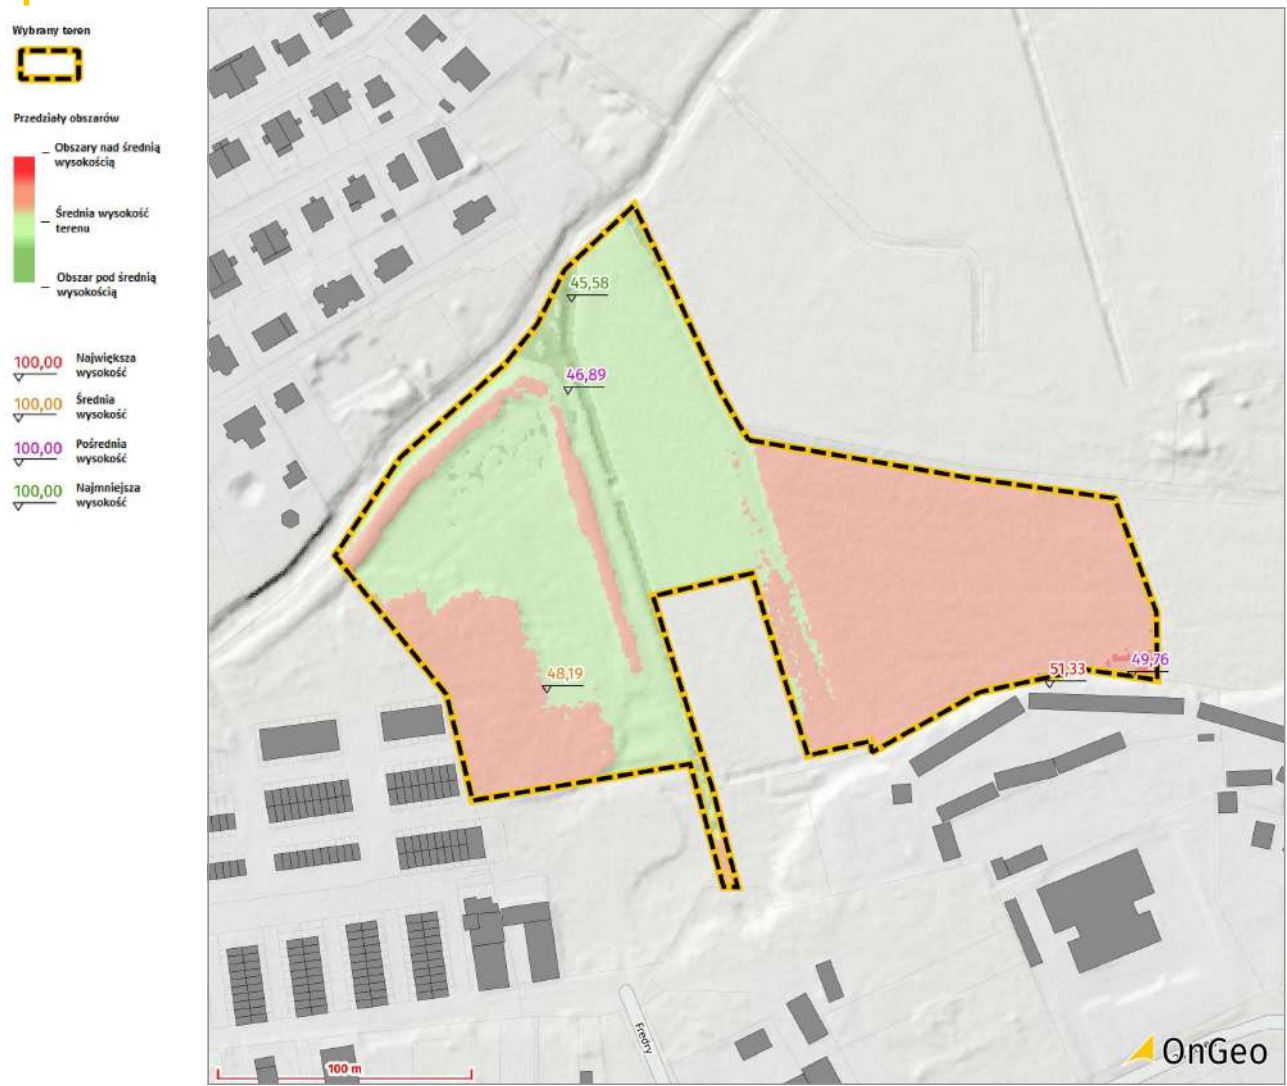 Wybrany teren
Przedziały obszarów
Obszary nad średnią
wysokością
Średnia wysokość
terenu
Obszar pod średnią
wysokością
100,00 Największa
wysokość
100,00 Średnia
wysokość
100,00 Pośrednia
wysokość
100,00 Najmniejsza
wysokość
45,58
46,89
48,19
51,33
49,76
Fredry
100 m
OnGeo